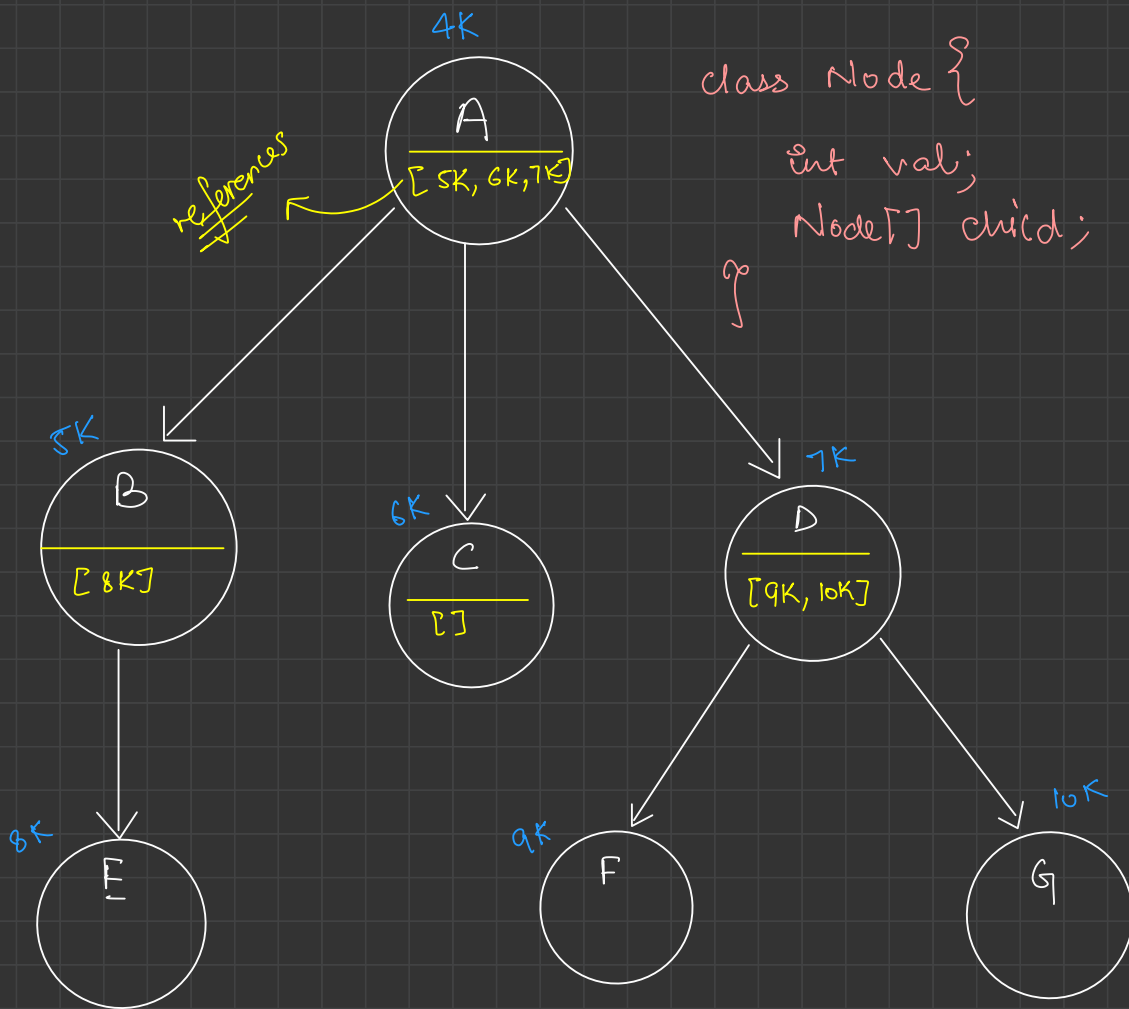 4K
A
[5K, 6K, 7K]
references
class Node {
int val;
Node[] child;
}
5K
B
[8K]
6K
C
[]
7K
D
[9K, 10K]
8K
E
9K
F
10K
G